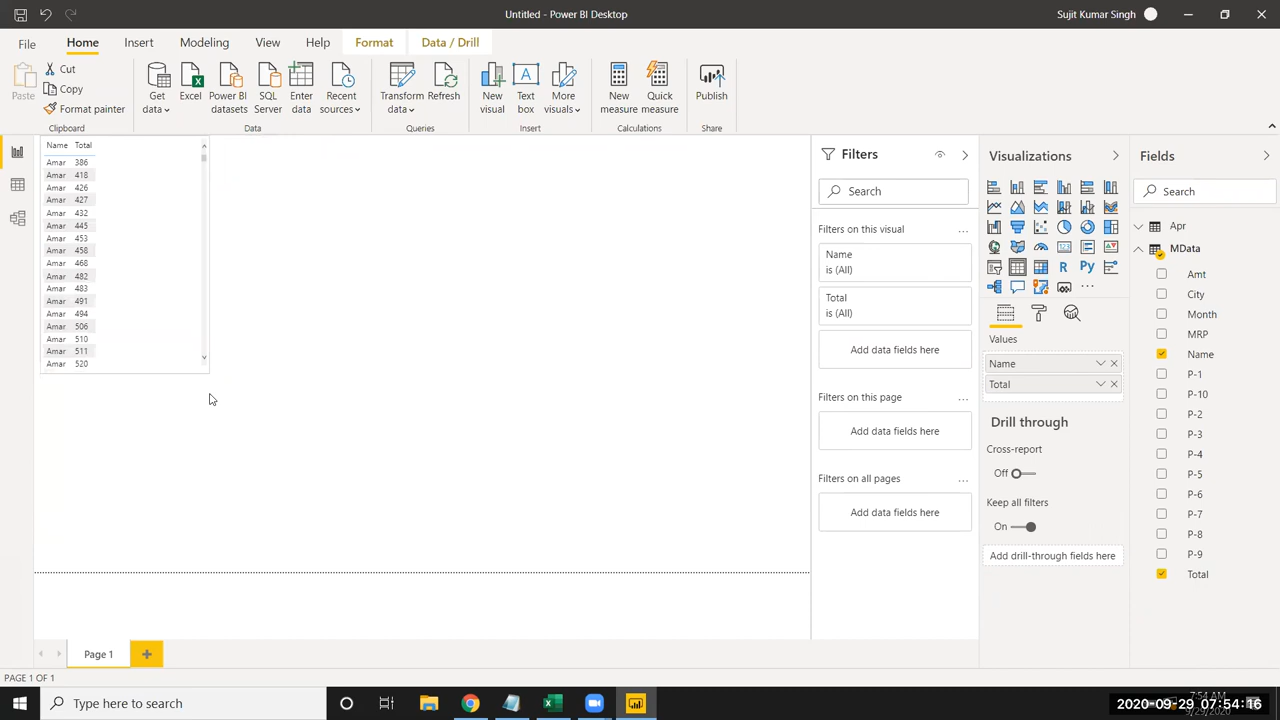 Untitled - Power BI Desktop
Sujit Kumar Singh
File
Home
Insert
Modeling
View
Help
Format
Data / Drill
Paste
Cut
Copy
Format painter
Clipboard
Get data
Excel
Power BI datasets
SQL Server
Enter data
Recent sources
Data
Transform data
Refresh
Queries
New visual
Text box
More visuals
Insert
New measure
Quick measure
Calculations
Publish
Share
Name Total
Amar 386
Amar 418
Amar 426
Amar 427
Amar 432
Amar 445
Amar 453
Amar 458
Amar 468
Amar 482
Amar 483
Amar 491
Amar 494
Amar 506
Amar 510
Amar 511
Amar 520
Filters
Search
Filters on this visual
...
Name
is (All)
Total
is (All)
Add data fields here
Filters on this page
...
Add data fields here
Filters on all pages
...
Add data fields here
Visualizations
R
Py
...
Values
Name
Total
Drill through
Cross-report
Off
Keep all filters
On
Add drill-through fields here
Fields
Search
Apr
MData
Amt
City
Month
MRP
Name
P-1
P-10
P-2
P-3
P-4
P-5
P-6
P-7
P-8
P-9
Total
Page 1
PAGE 1 OF 1
Type here to search
7:54 AM
2020-09-29 07:54:16
9/29/2020